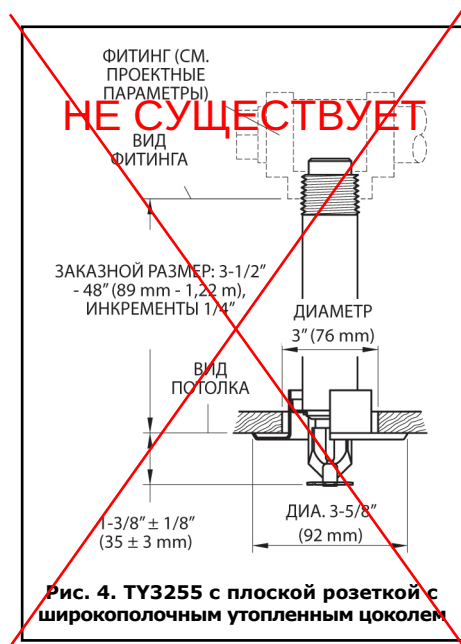 ФИТИНГ (СМ.
ПРОЕКТНЫЕ
ПАРАМЕТРЫ)
НЕ СУЩЕСТВУЕТ
ВИД
ФИТИНГА
ЗАКАЗНОЙ РАЗМЕР: 3-1/2”
- 48” (89 mm - 1,22 m),
ИНКРЕМЕНТЫ 1/4”
ДИАМЕТР
3” (76 mm)
ВИД
ПОТОЛКА
1-3/8” ± 1/8”
(35 ± 3 mm)
ДИА. 3-5/8”
(92 mm)
Рис. 4. TY3255 с плоской розеткой с
широкополочным утопленным цоколем